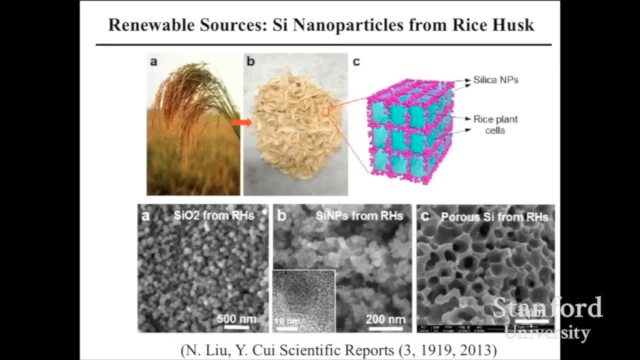 Renewable Sources: Si Nanoparticles from Rice Husk
a
b
c
Silica NPs
Rice plant
cells
a
SiO2 from RHs
500 nm
b
SiNPs from RHs
10 nm
200 nm
c
Porous Si from RHs
Stanford
University
(N. Liu, Y. Cui Scientific Reports (3, 1919, 2013)